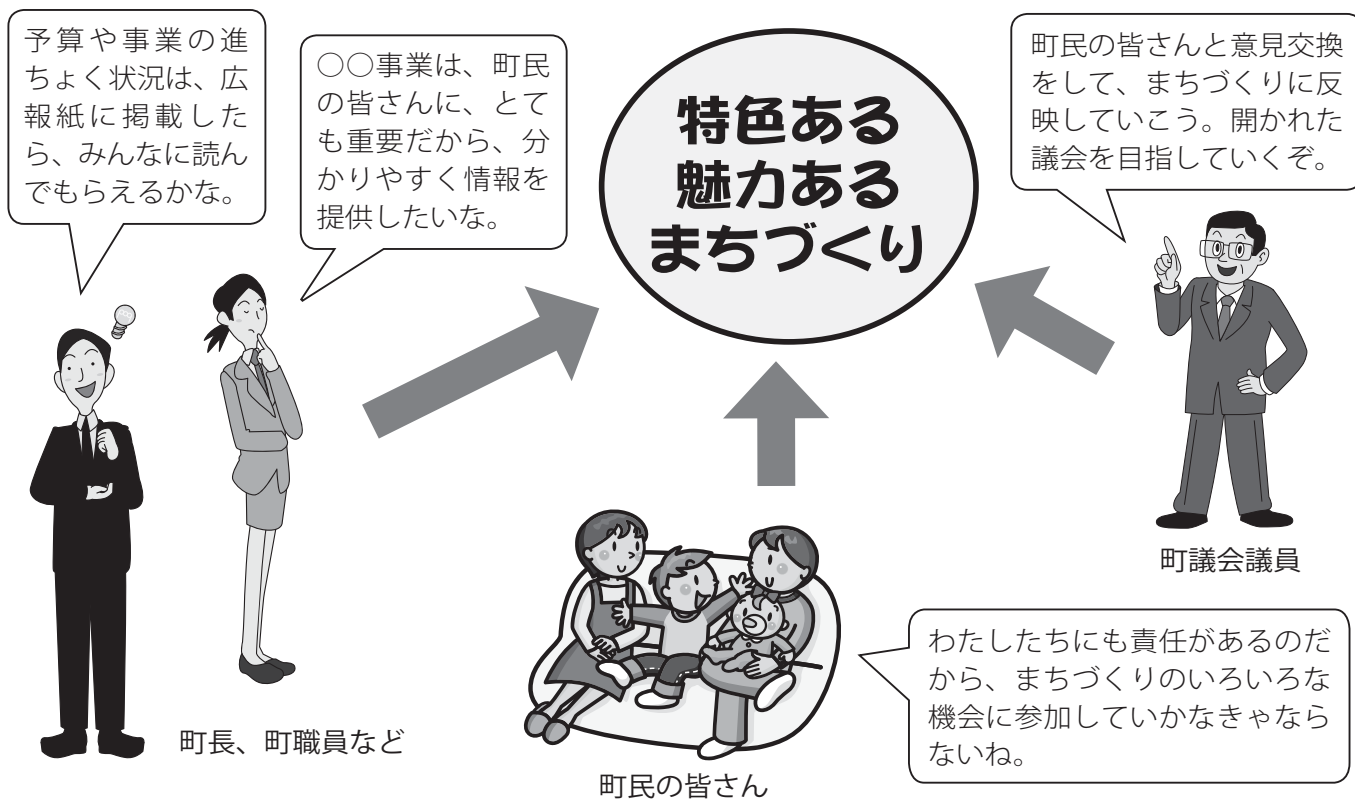 予算や事業の進
ちょく状況は、広
報紙に掲載した
ら、みんなに読ん
でもらえるかな。
○○事業は、町民
の皆さんに、とて
も重要だから、分
かりやすく情報を
提供したいな。
特色ある
魅力ある
まちづくり
町民の皆さんと意見交換
をして、まちづくりに反
映していこう。開かれた
議会を目指していくぞ。
町議会議員
町長、町職員など
わたしたちにも責任があるのだ
から、まちづくりのいろいろな
機会に参加していかなきゃなら
ないね。
町民の皆さん